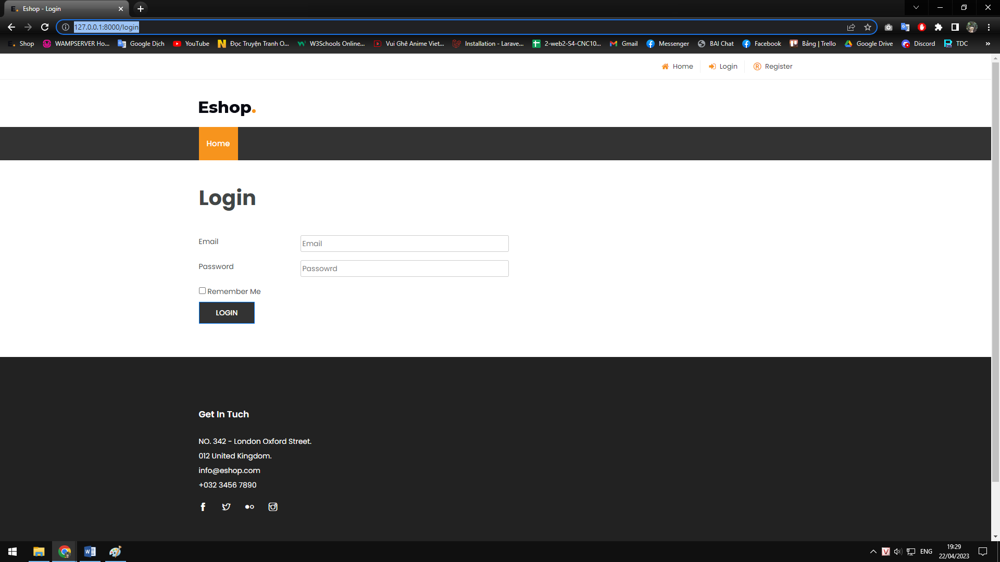 E. Eshop - Login
127.0.0.1:8000/login
E. Shop WAMPSERVER Ho... Google Dịch YouTube Đọc Truyện Tranh O... W3Schools Online... Vui Ghê Anime Viet... Installation - Larave... 2-web2-S4-CNC10... Gmail Messenger BAI Chat Facebook Bảng | Trello Google Drive Discord TDC »
Home Login Register
Eshop.
Home
Login
Email Email
Password Passowrd
Remember Me
LOGIN
Get In Tuch
NO. 342 - London Oxford Street.
012 United Kingdom.
info@eshop.com
+032 3456 7890
ENG
19:29
22/04/2023